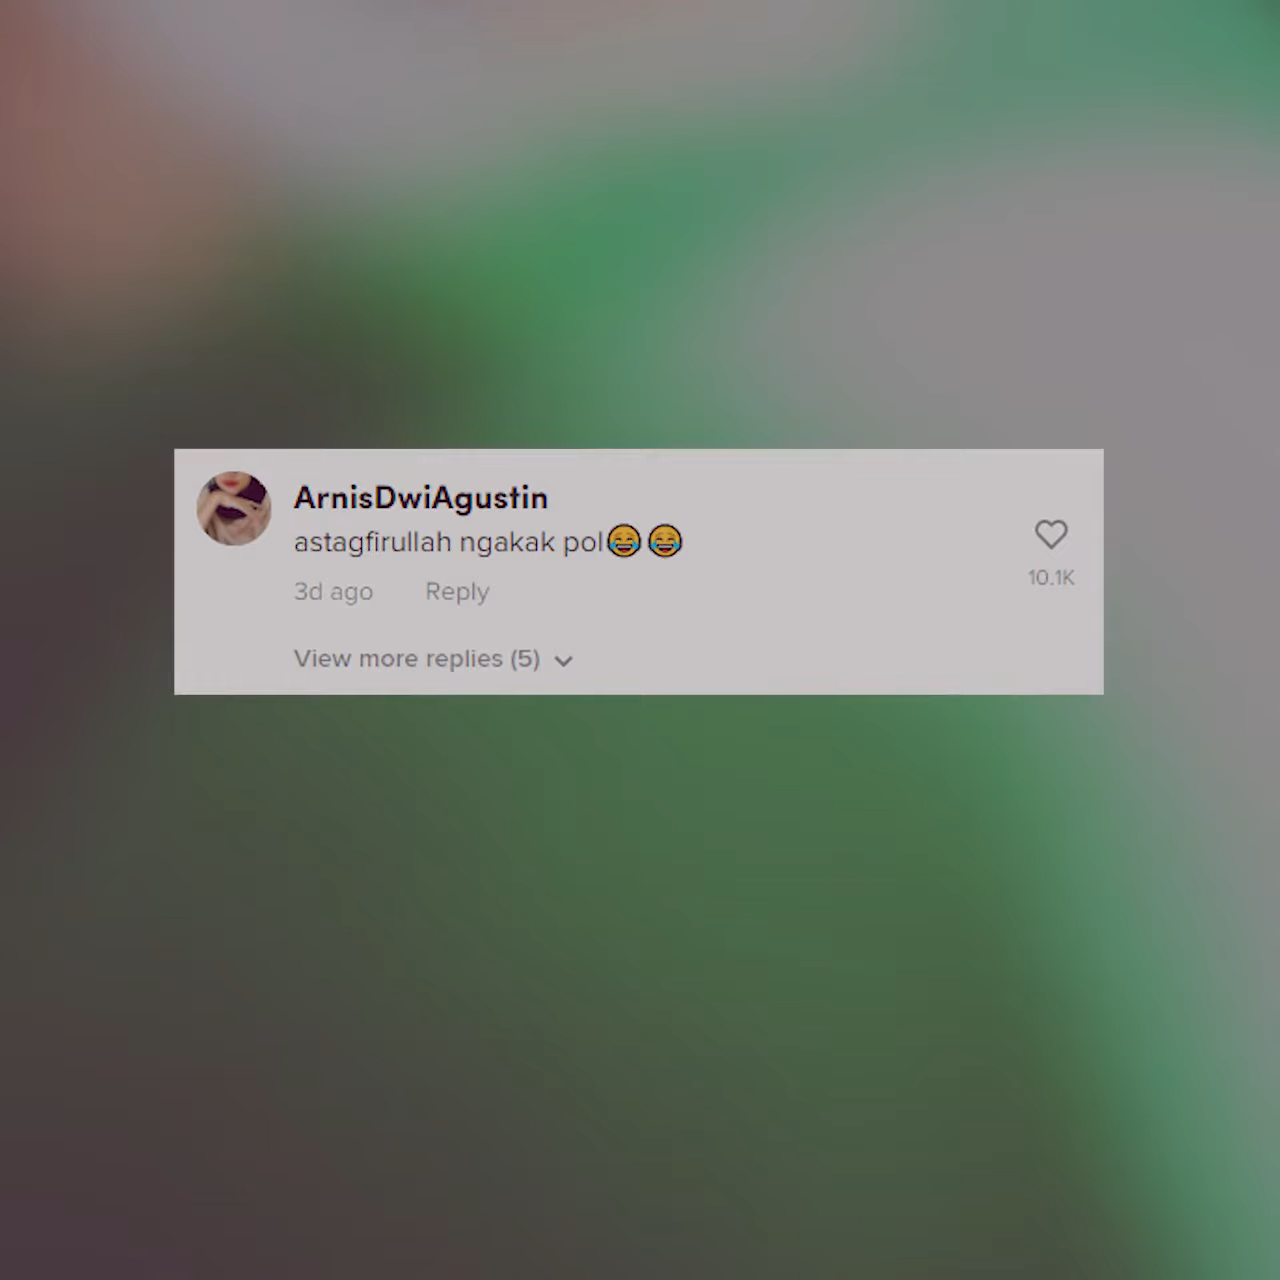 ArnisDwiAgustin
astagfirullah ngakak pol😂😂
3d ago Reply
10.1K
View more replies (5)